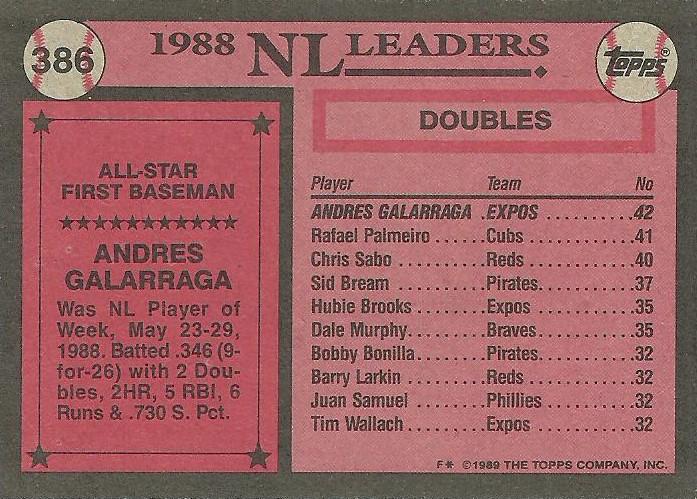 386
1988 NL LEADERS
TOPPS®
ALL-STAR
FIRST BASEMAN
★★★★★★★★★★★
ANDRES
GALARRAGA
Was NL Player of
Week, May 23-29,
1988. Batted .346 (9-
for-26) with 2 Dou-
bles, 2HR, 5 RBI, 6
Runs & .730 S. Pct.
DOUBLES
Player Team No
ANDRES GALARRAGA .EXPOS ..........42
Rafael Palmeiro ......Cubs............41
Chris Sabo ..........Reds............40
Sid Bream ...........Pirates..........37
Hubie Brooks ........Expos ..........35
Dale Murphy.........Braves..........35
Bobby Bonilla........Pirates..........32
Barry Larkin .........Reds............32
Juan Samuel .........Phillies .........32
Tim Wallach .........Expos ..........32
F* ©1989 THE TOPPS COMPANY, INC.